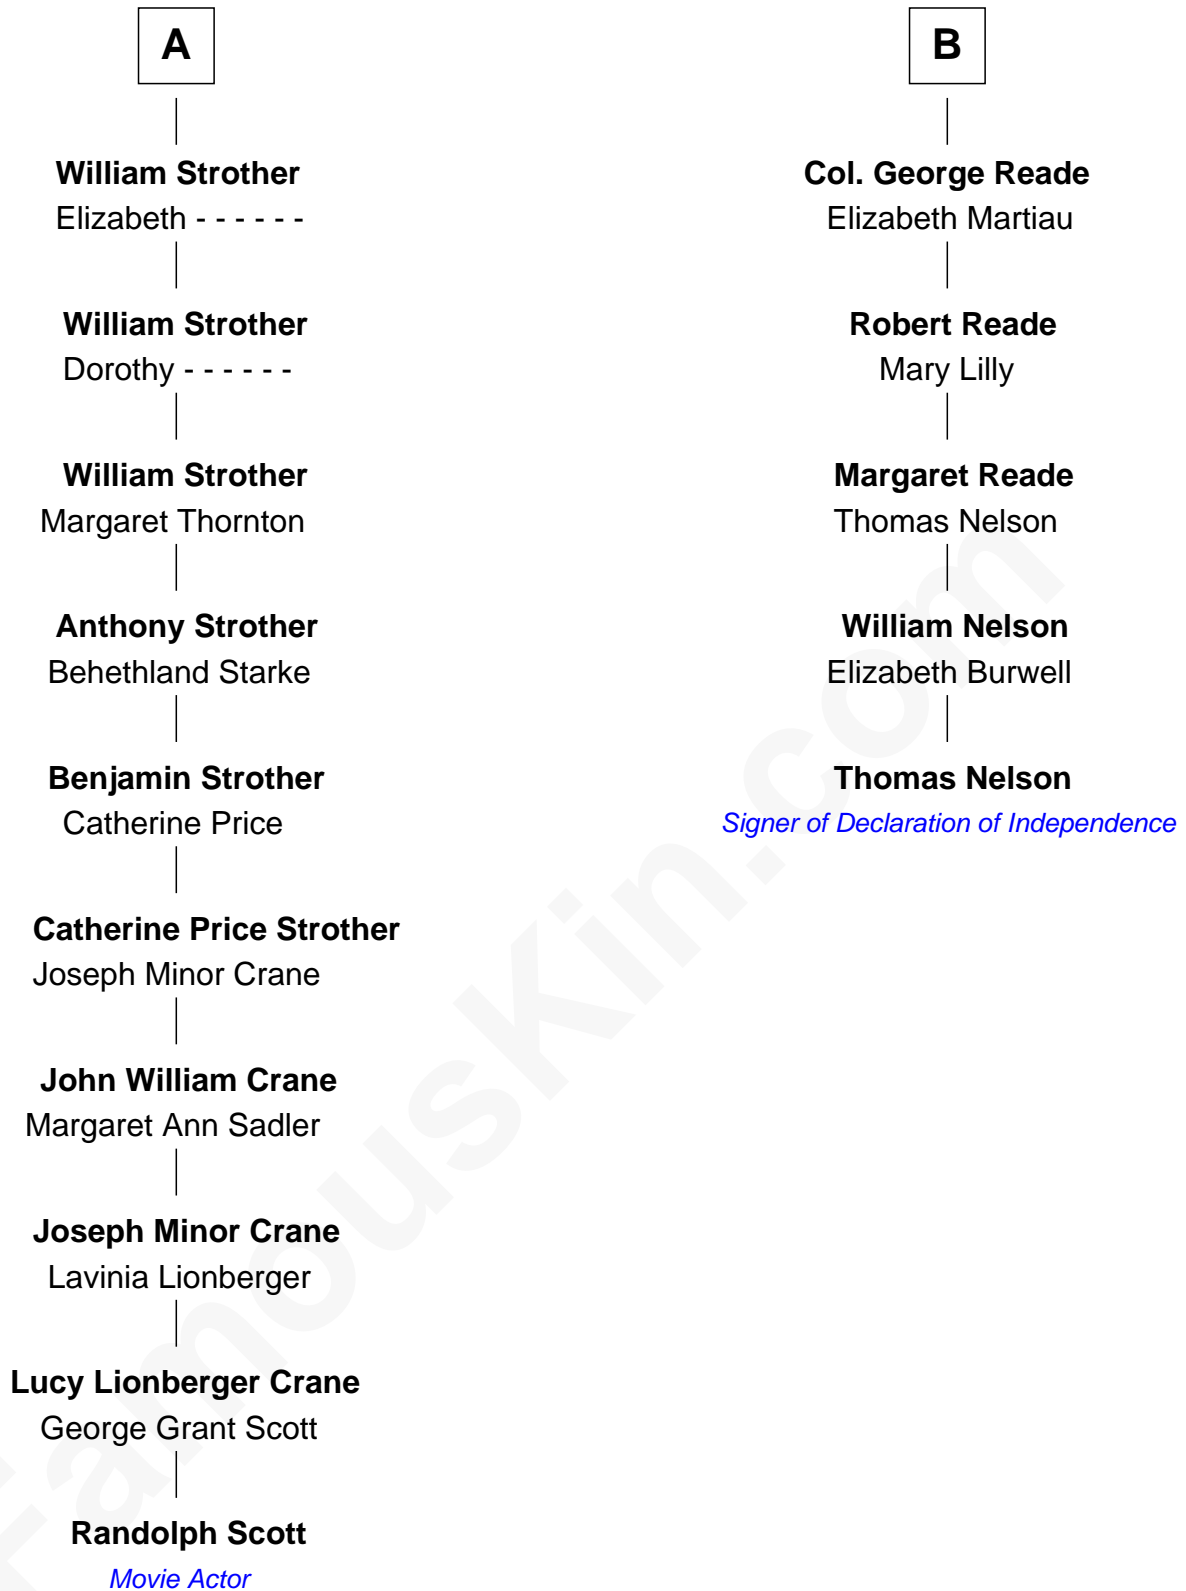 A
William Strother
Elizabeth - - - - - -
William Strother
Dorothy - - - - - -
William Strother
Margaret Thornton
Anthony Strother
Behethland Starke
Benjamin Strother
Catherine Price
Catherine Price Strother
Joseph Minor Crane
John William Crane
Margaret Ann Sadler
Joseph Minor Crane
Lavinia Lionberger
Lucy Lionberger Crane
George Grant Scott
Randolph Scott
Movie Actor
B
Col. George Reade
Elizabeth Martiau
Robert Reade
Mary Lilly
Margaret Reade
Thomas Nelson
William Nelson
Elizabeth Burwell
Thomas Nelson
Signer of Declaration of Independence
FamousKin.com